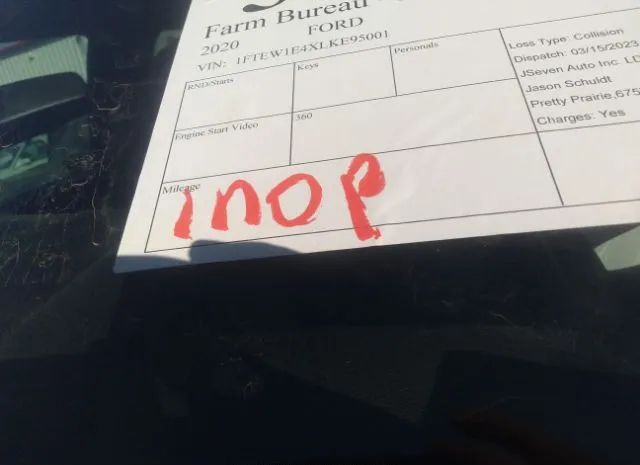 Farm Bureau
2020 FORD
VIN: 1FTEW1E4XLKE95001
RND/Starts
Keys
Personals
Engine Start Video
360
Mileage
inop
Loss Type: Collision
Dispatch: 03/15/2023
JSeven Auto Inc. LD
Jason Schuldt
Pretty Prairie,675
Charges: Yes